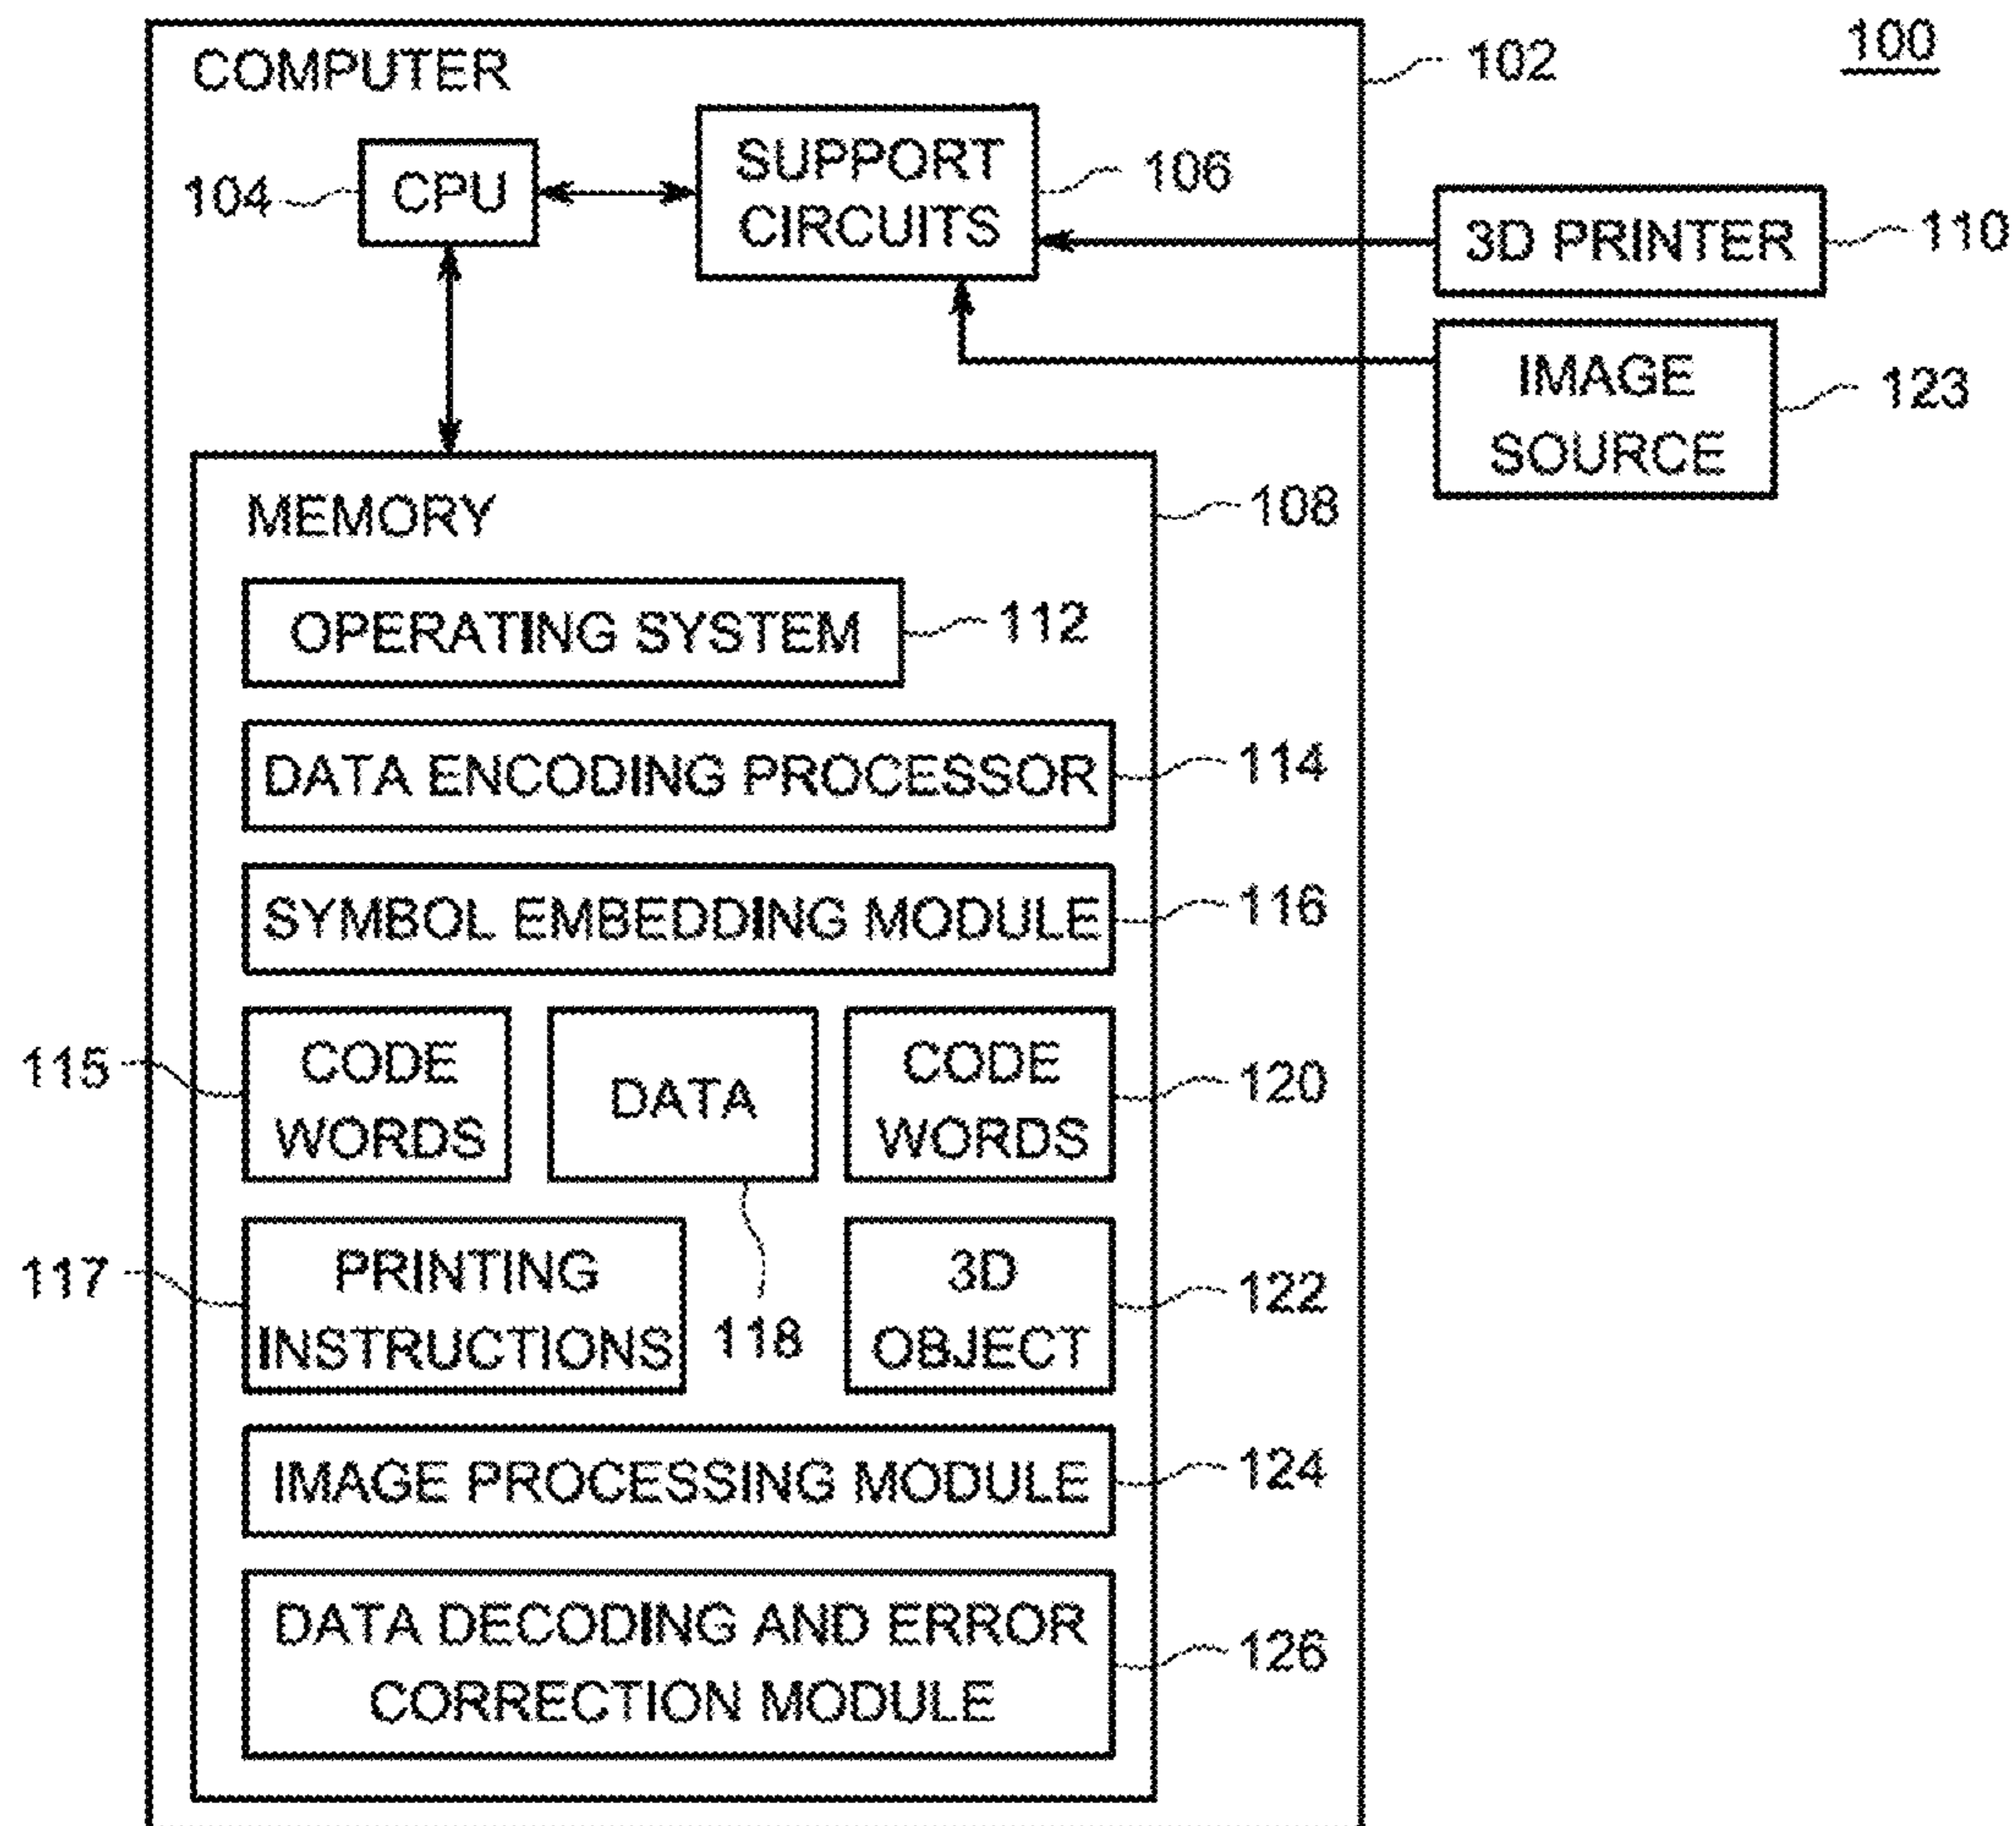 100
COMPUTER
102
CPU
104
SUPPORT
CIRCUITS
106
3D PRINTER
110
IMAGE
SOURCE
123
MEMORY
108
OPERATING SYSTEM
112
DATA ENCODING PROCESSOR
114
SYMBOL EMBEDDING MODULE
116
115
CODE
WORDS
DATA
118
CODE
WORDS
120
117
PRINTING
INSTRUCTIONS
3D
OBJECT
122
IMAGE PROCESSING MODULE
124
DATA DECODING AND ERROR
CORRECTION MODULE
126